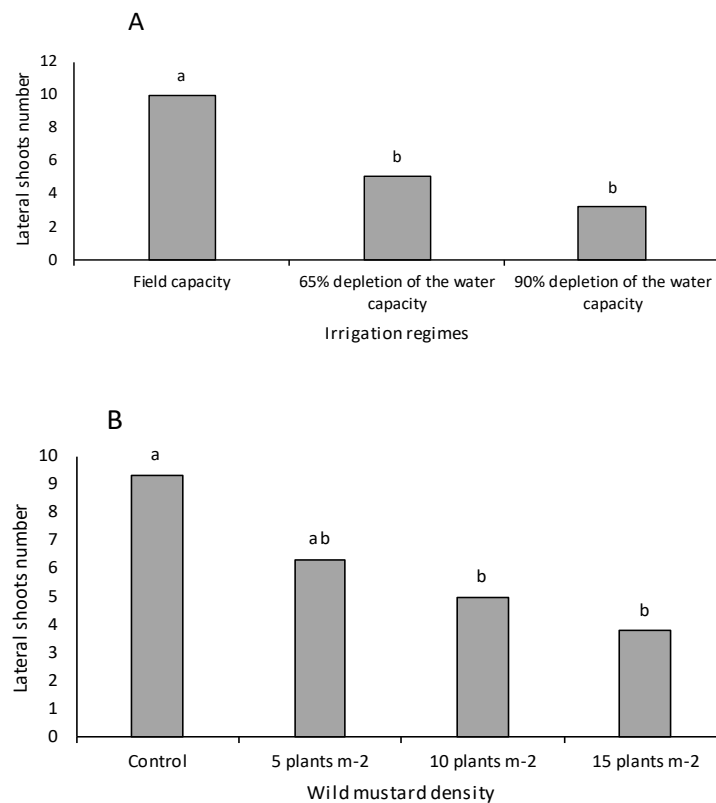 A
Lateral shoots number
12
10
8
6
4
2
0
a
b
b
Field capacity
65% depletion of the water
capacity
90% depletion of the water
capacity
Irrigation regimes
B
Lateral shoots number
10
9
8
7
6
5
4
3
2
1
0
a
ab
b
b
Control
5 plants m-2
10 plants m-2
15 plants m-2
Wild mustard density